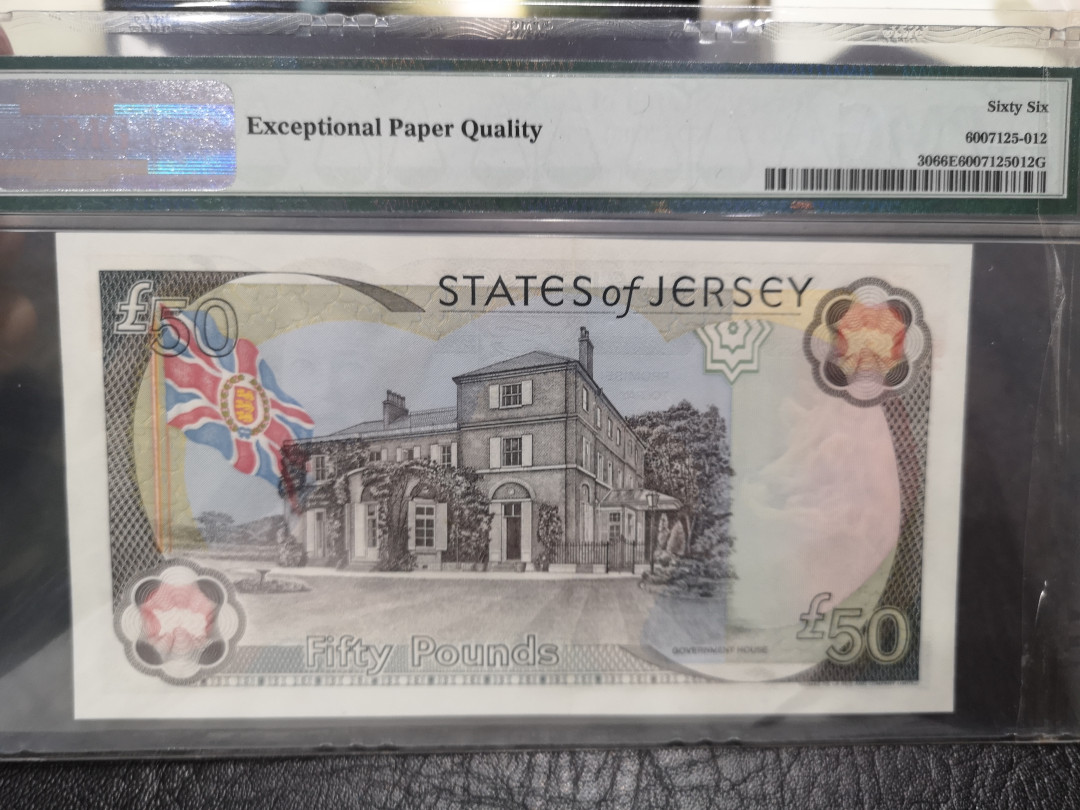 Exceptional Paper Quality
Sixty Six
6007125-012
3066E6007125012G
£50
STATES of JERSEY
Fifty Pounds
GOVERNMENT HOUSE
£50